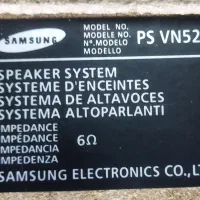 SAMSUNG
MODEL NO.
MODELE NO.
N°.MODELO
MODELLO
PS VN52
SPEAKER SYSTEM
SYSTEME D'ENCEINTES
SISTEMA DE ALTAVOCES
SISTEMA ALTOPARLANTI
IMPEDANCE
IMPEDANCE
IMPEDANCIA
IMPEDENZA
6Ω
SAMSUNG ELECTRONICS CO.,LT